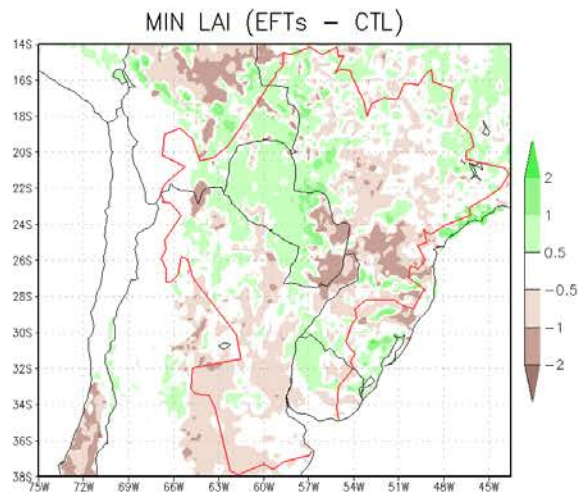 MIN LAI (EFTs - CTL)
14S
16S
18S
20S
22S
24S
26S
28S
30S
32S
34S
36S
38S
75W 72W 69W 66W 63W 60W 57W 54W 51W 48W 45W
2
1
0.5
-0.5
-1
-2